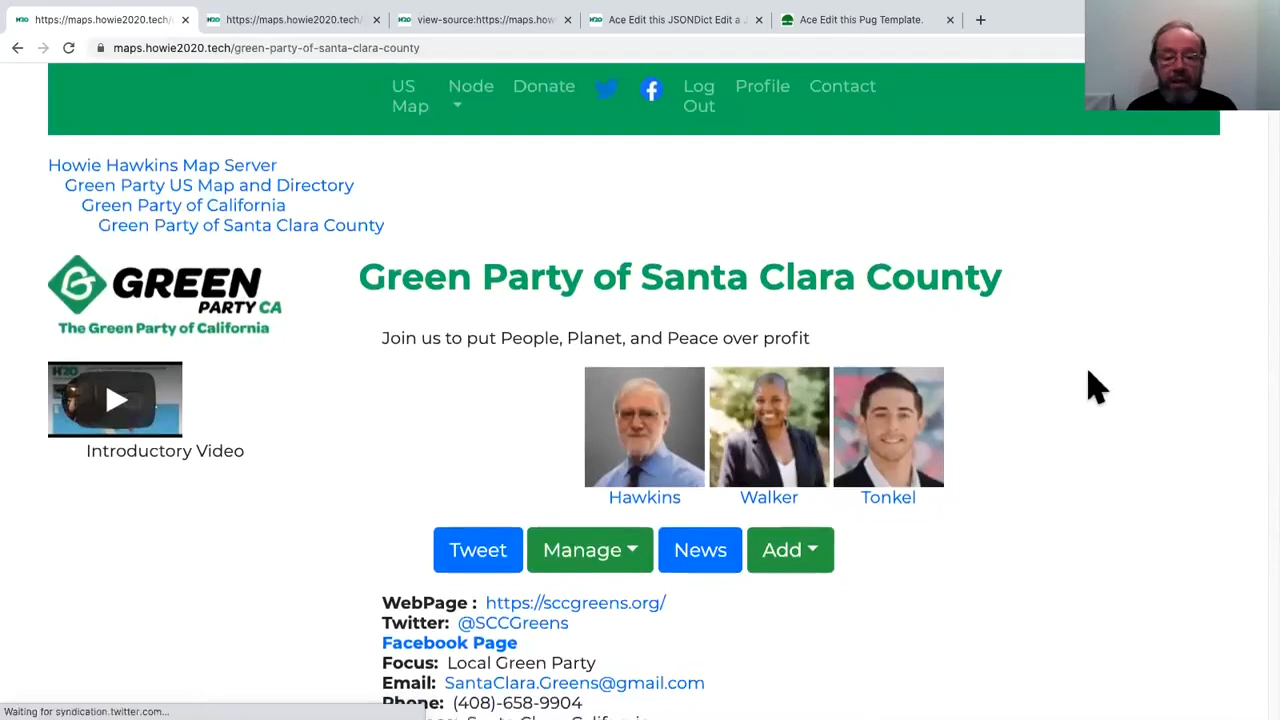 https://maps.howie2020.tech/
https://maps.howie2020.tech/
view-source:https://maps.how
Ace Edit this JSONDict Edit a
Ace Edit this Pug Template.
maps.howie2020.tech/green-party-of-santa-clara-county
US Map
Node
Donate
Log Out
Profile
Contact
Howie Hawkins Map Server
Green Party US Map and Directory
Green Party of California
Green Party of Santa Clara County
GREEN
PARTY CA
The Green Party of California
Green Party of Santa Clara County
Join us to put People, Planet, and Peace over profit
H20
Introductory Video
Hawkins
Walker
Tonkel
Tweet
Manage
News
Add
WebPage : https://sccgreens.org/
Twitter: @SCCGreens
Facebook Page
Focus: Local Green Party
Email: SantaClara.Greens@gmail.com
Phone: (408)-658-9904
Waiting for syndication.twitter.com...